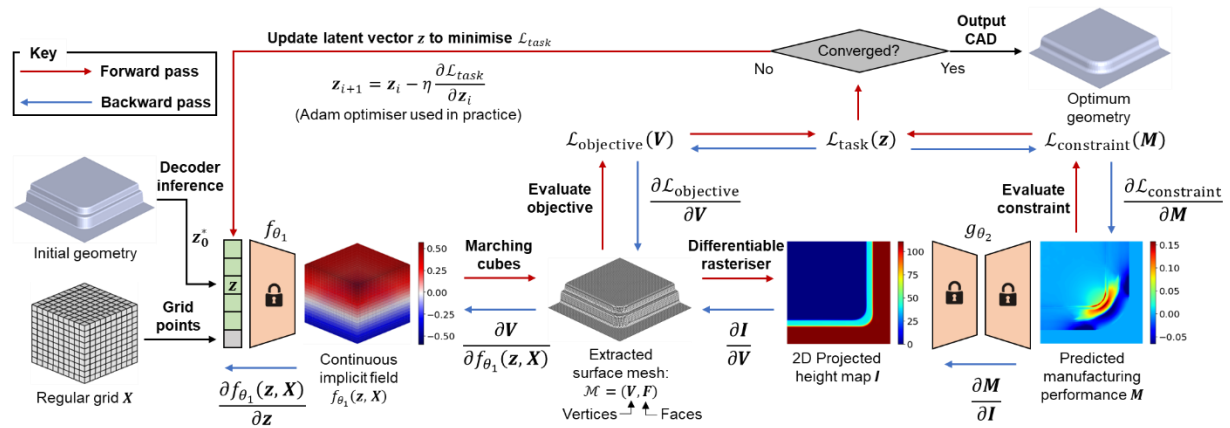 Key
Forward pass
Backward pass
Update latent vector z to minimise ℒ_task
z_{i+1} = z_i − η ∂ℒ_task / ∂z_i
(Adam optimiser used in practice)
Converged?
No
Yes
Output
CAD
Optimum
geometry
ℒ_objective(V)
ℒ_task(z)
ℒ_constraint(M)
Evaluate
objective
∂ℒ_objective / ∂V
Evaluate
constraint
∂ℒ_constraint / ∂M
Initial geometry
Decoder
inference
z*_0
Regular grid X
Grid
points
z
f_θ1
0.50
0.25
0.00
−0.25
−0.50
Continuous
implicit field
f_θ1(z, X)
∂f_θ1(z, X) / ∂z
Marching
cubes
∂V / ∂f_θ1(z, X)
Extracted
surface mesh:
ℳ = (V, F)
Vertices
Faces
Differentiable
rasteriser
∂I / ∂V
100
80
60
40
20
0
2D Projected
height map I
g_θ2
∂M / ∂I
0.15
0.10
0.05
0.00
−0.05
Predicted
manufacturing
performance M